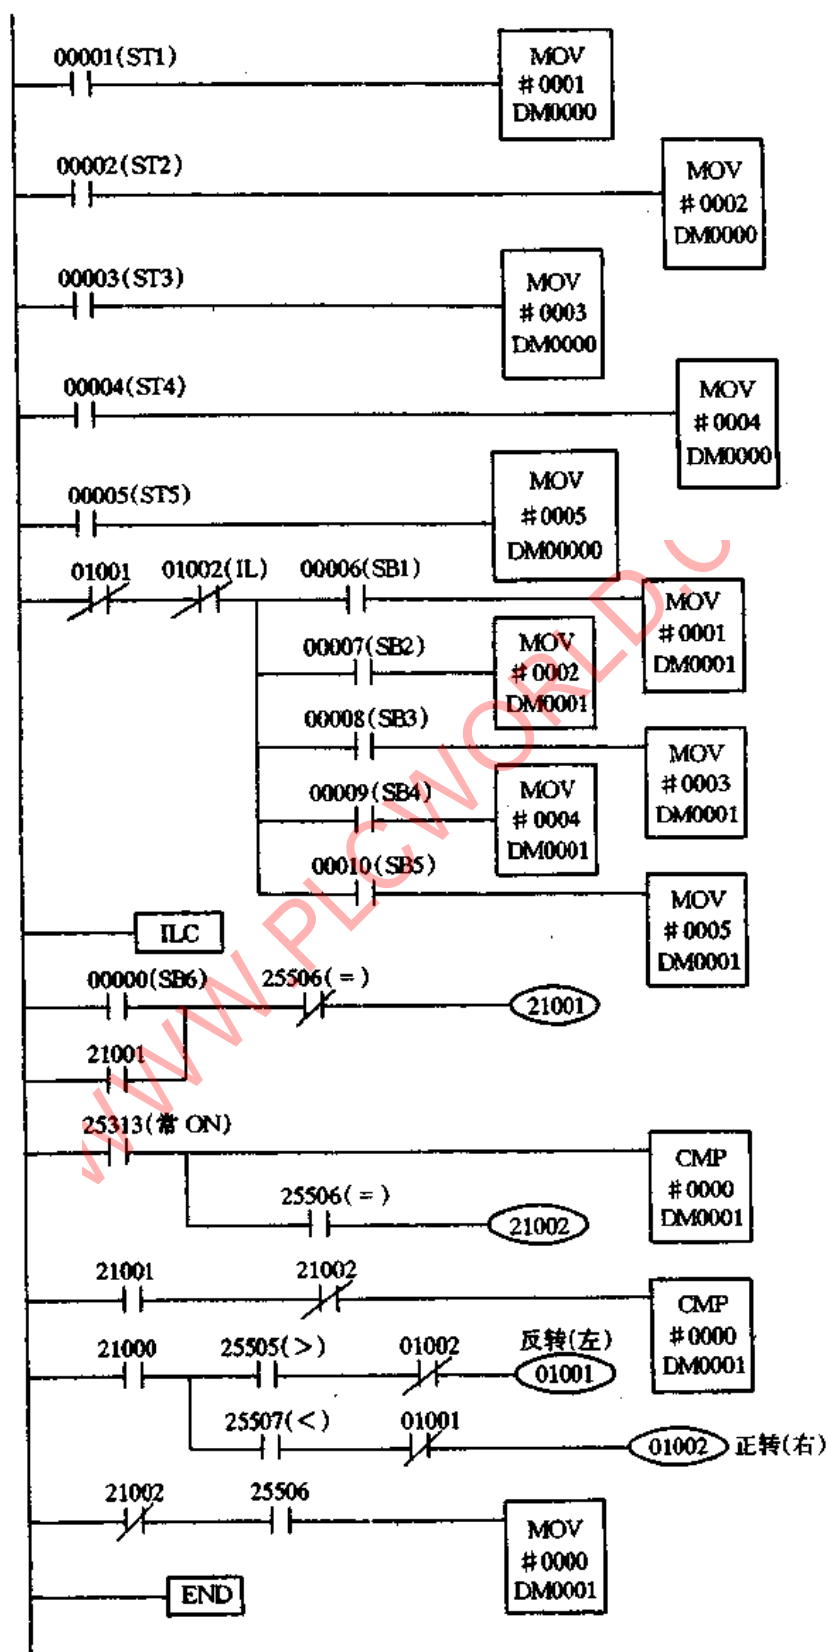 00001(ST1)
MOV
#0001
DM0000
00002(ST2)
MOV
#0002
DM0000
00003(ST3)
MOV
#0003
DM0000
00004(ST4)
MOV
#0004
DM0000
00005(ST5)
MOV
#0005
DM00000
01001
01002(IL)
00006(SB1)
MOV
#0001
DM0001
00007(SB2)
MOV
#0002
DM0001
00008(SB3)
MOV
#0003
DM0001
00009(SB4)
MOV
#0004
DM0001
00010(SB5)
MOV
#0005
DM0001
ILC
00000(SB6)
25506(=)
21001
21001
25313(常ON)
CMP
#0000
DM0001
25506(=)
21002
21001
21002
CMP
#0000
DM0001
21000
25505(>)
01002
反转(左)
01001
25507(<)
01001
01002
正转(右)
21002
25506
MOV
#0000
DM0001
END
WWW.PLCWORLD.C